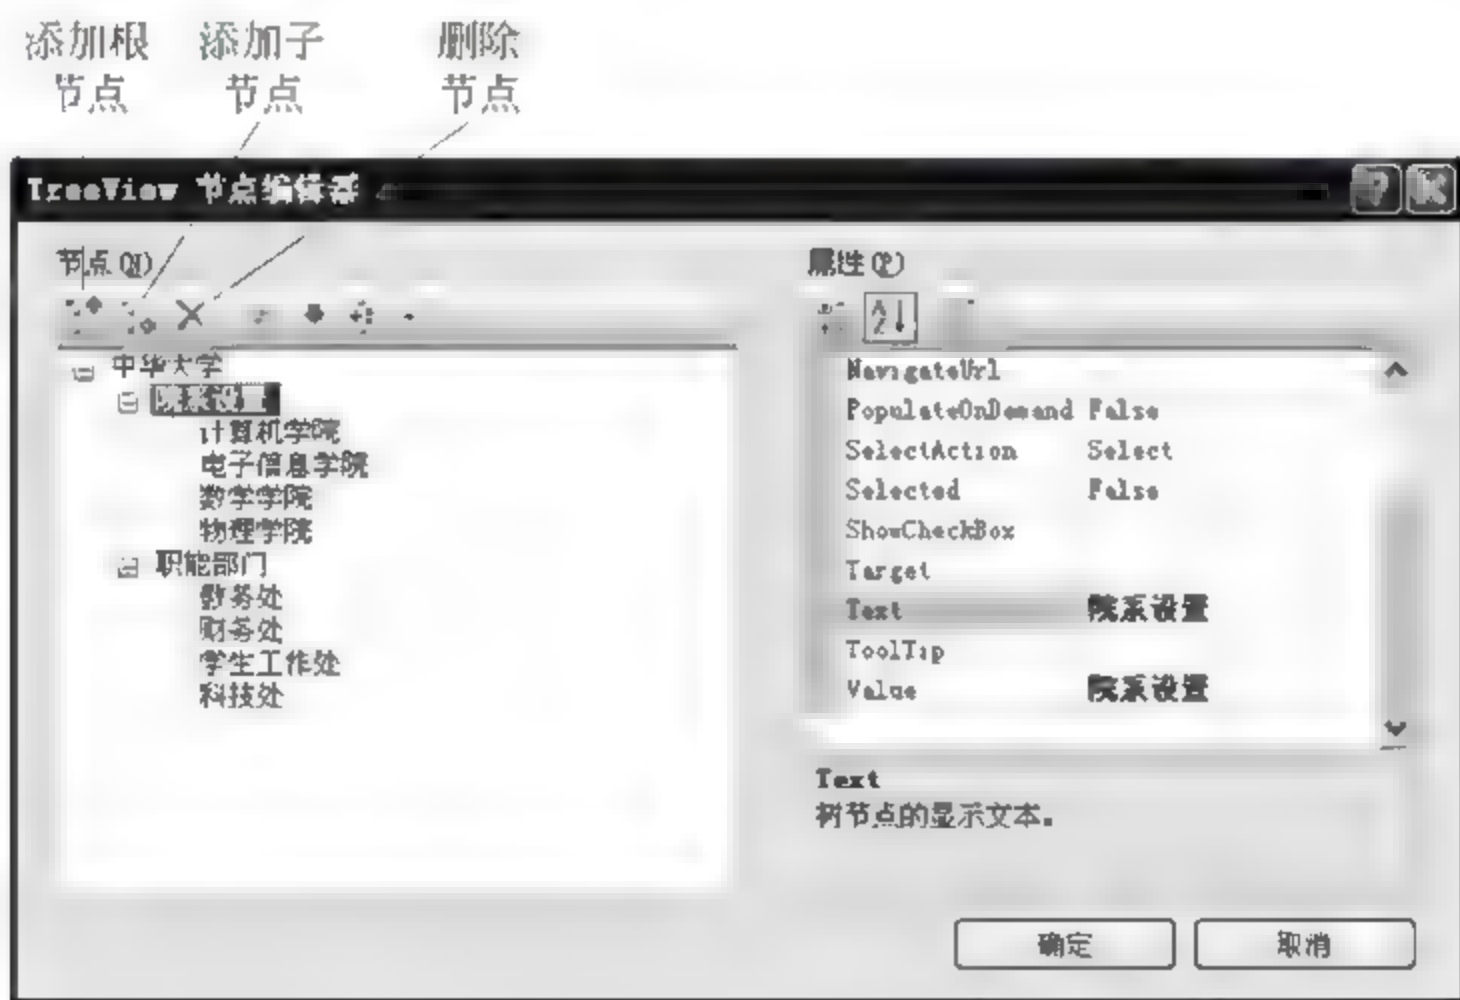 添加根 添加子 删除
节点 节点 节点
TreeView 节点编辑器
节点(N)
属性(P)
中华大学
院系设置
计算机学院
电子信息学院
数学学院
物理学院
职能部门
教务处
财务处
学生工作处
科技处
NavigateUrl
PopulateOnDemand False
SelectAction Select
Selected False
ShowCheckBox
Target
Text 院系设置
ToolTip
Value 院系设置
Text
树节点的显示文本。
确定 取消